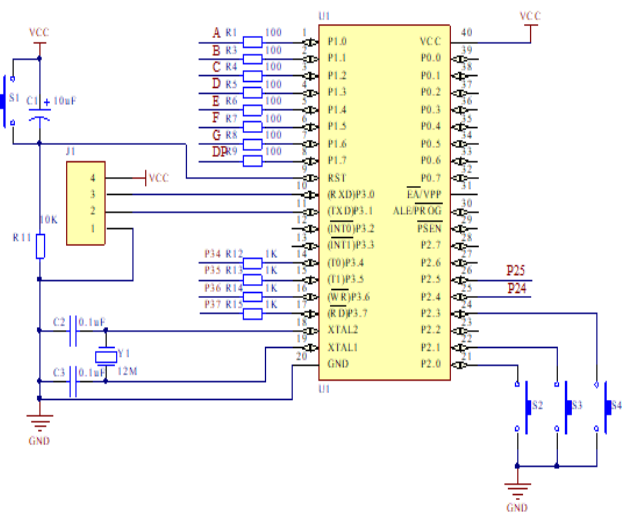 U1
VCC
A R1 100 1 P1.0 VCC 40
B R3 100 2 P1.1 P0.0 39
C R4 100 3 P1.2 P0.1 38
D R5 100 4 P1.3 P0.2 37
E R6 100 5 P1.4 P0.3 36
F R7 100 6 P1.5 P0.4 35
G R8 100 7 P1.6 P0.5 34
DP R9 100 8 P1.7 P0.6 33
9 RST P0.7 32
10 (RXD)P3.0 EA/VPP 31
11 (TXD)P3.1 ALE/PROG 30
12 (INT0)P3.2 PSEN 29
13 (INT1)P3.3 P2.7 28
P34 R12 1K 14 (T0)P3.4 P2.6 27
P35 R13 1K 15 (T1)P3.5 P2.5 26 P25
P36 R14 1K 16 (WR)P3.6 P2.4 25 P24
P37 R15 1K 17 (RD)P3.7 P2.3 24
18 XTAL2 P2.2 23
19 XTAL1 P2.1 22
20 GND P2.0 21
U1
VCC
S1
C1 + 10uF
J1
4 VCC
3
2
1
10K
R11
C2 0.1uF
Y1
C3 0.1uF 12M
GND
S2 S3 S4
GND